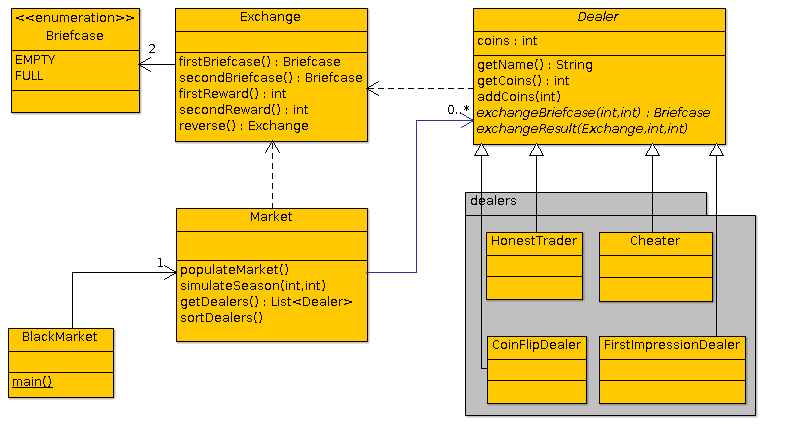 <<enumeration>>
Briefcase
EMPTY
FULL
2
Exchange
firstBriefcase() : Briefcase
secondBriefcase() : Briefcase
firstReward() : int
secondReward() : int
reverse() : Exchange
Dealer
coins : int
getName() : String
getCoins() : int
addCoins(int)
exchangeBriefcase(int,int) : Briefcase
exchangeResult(Exchange,int,int)
0..*
Market
populateMarket()
simulateSeason(int,int)
getDealers() : List<Dealer>
sortDealers()
1
BlackMarket
main()
dealers
HonestTrader
Cheater
CoinFlipDealer
FirstImpressionDealer